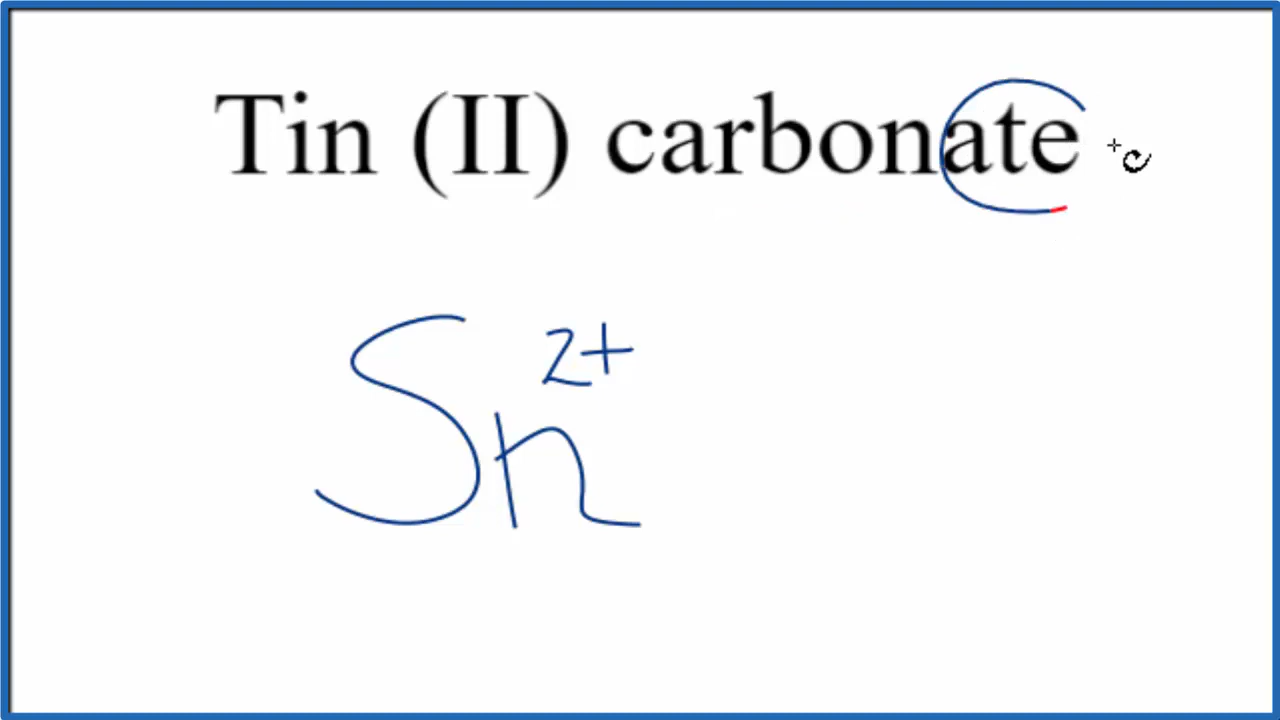 Tin (II) carbonate
Sn²⁺